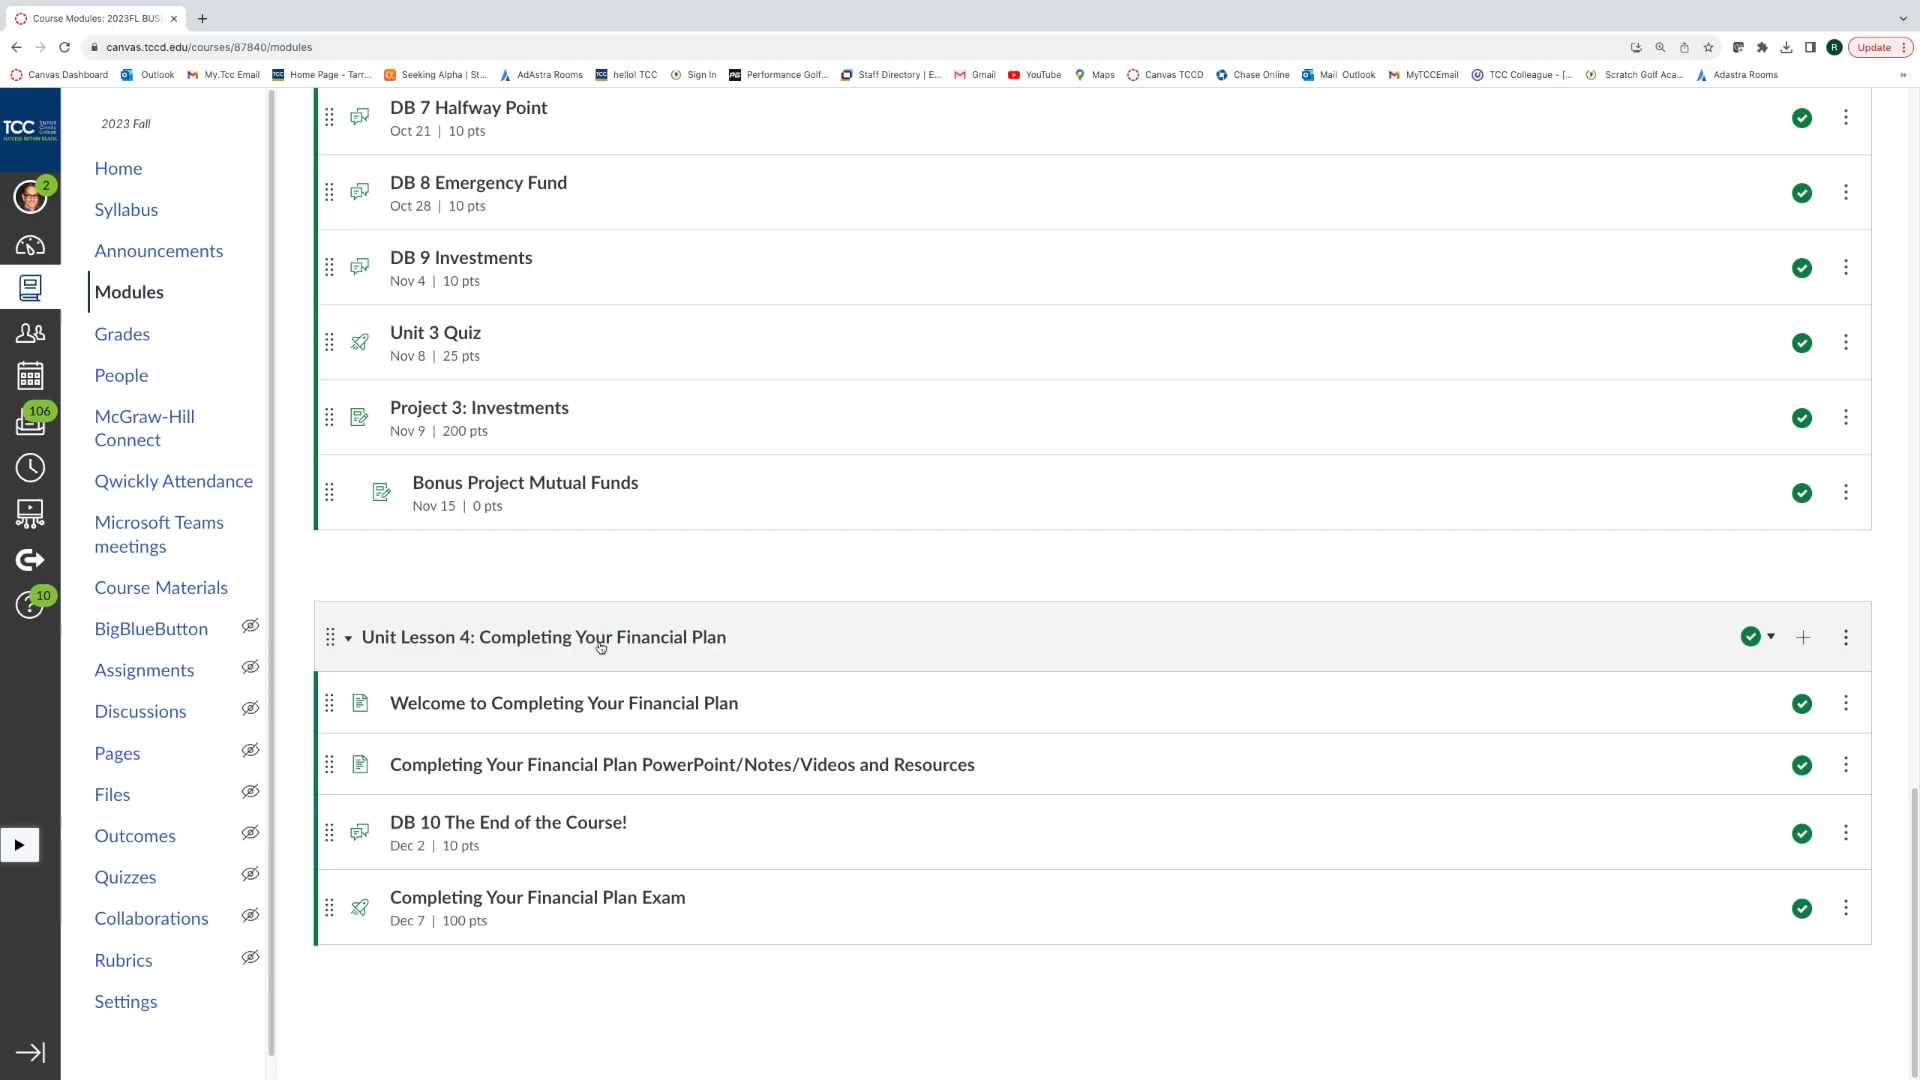 Course Modules: 2023FL BUS
canvas.tccd.edu/courses/87840/modules
Update
Canvas Dashboard
Outlook
My.Tcc Email
Home Page - Tarr...
Seeking Alpha | St...
AdAstra Rooms
hello! TCC
Sign In
Performance Golf...
Staff Directory | E...
Gmail
YouTube
Maps
Canvas TCCD
Chase Online
Mail Outlook
MyTCCEmail
TCC Colleague - [...
Scratch Golf Aca...
Adastra Rooms
TCC
2
106
10
2023 Fall
Home
Syllabus
Announcements
Modules
Grades
People
McGraw-Hill
Connect
Qwickly Attendance
Microsoft Teams
meetings
Course Materials
BigBlueButton
Assignments
Discussions
Pages
Files
Outcomes
Quizzes
Collaborations
Rubrics
Settings
DB 7 Halfway Point
Oct 21 | 10 pts
DB 8 Emergency Fund
Oct 28 | 10 pts
DB 9 Investments
Nov 4 | 10 pts
Unit 3 Quiz
Nov 8 | 25 pts
Project 3: Investments
Nov 9 | 200 pts
Bonus Project Mutual Funds
Nov 15 | 0 pts
Unit Lesson 4: Completing Your Financial Plan
Welcome to Completing Your Financial Plan
Completing Your Financial Plan PowerPoint/Notes/Videos and Resources
DB 10 The End of the Course!
Dec 2 | 10 pts
Completing Your Financial Plan Exam
Dec 7 | 100 pts